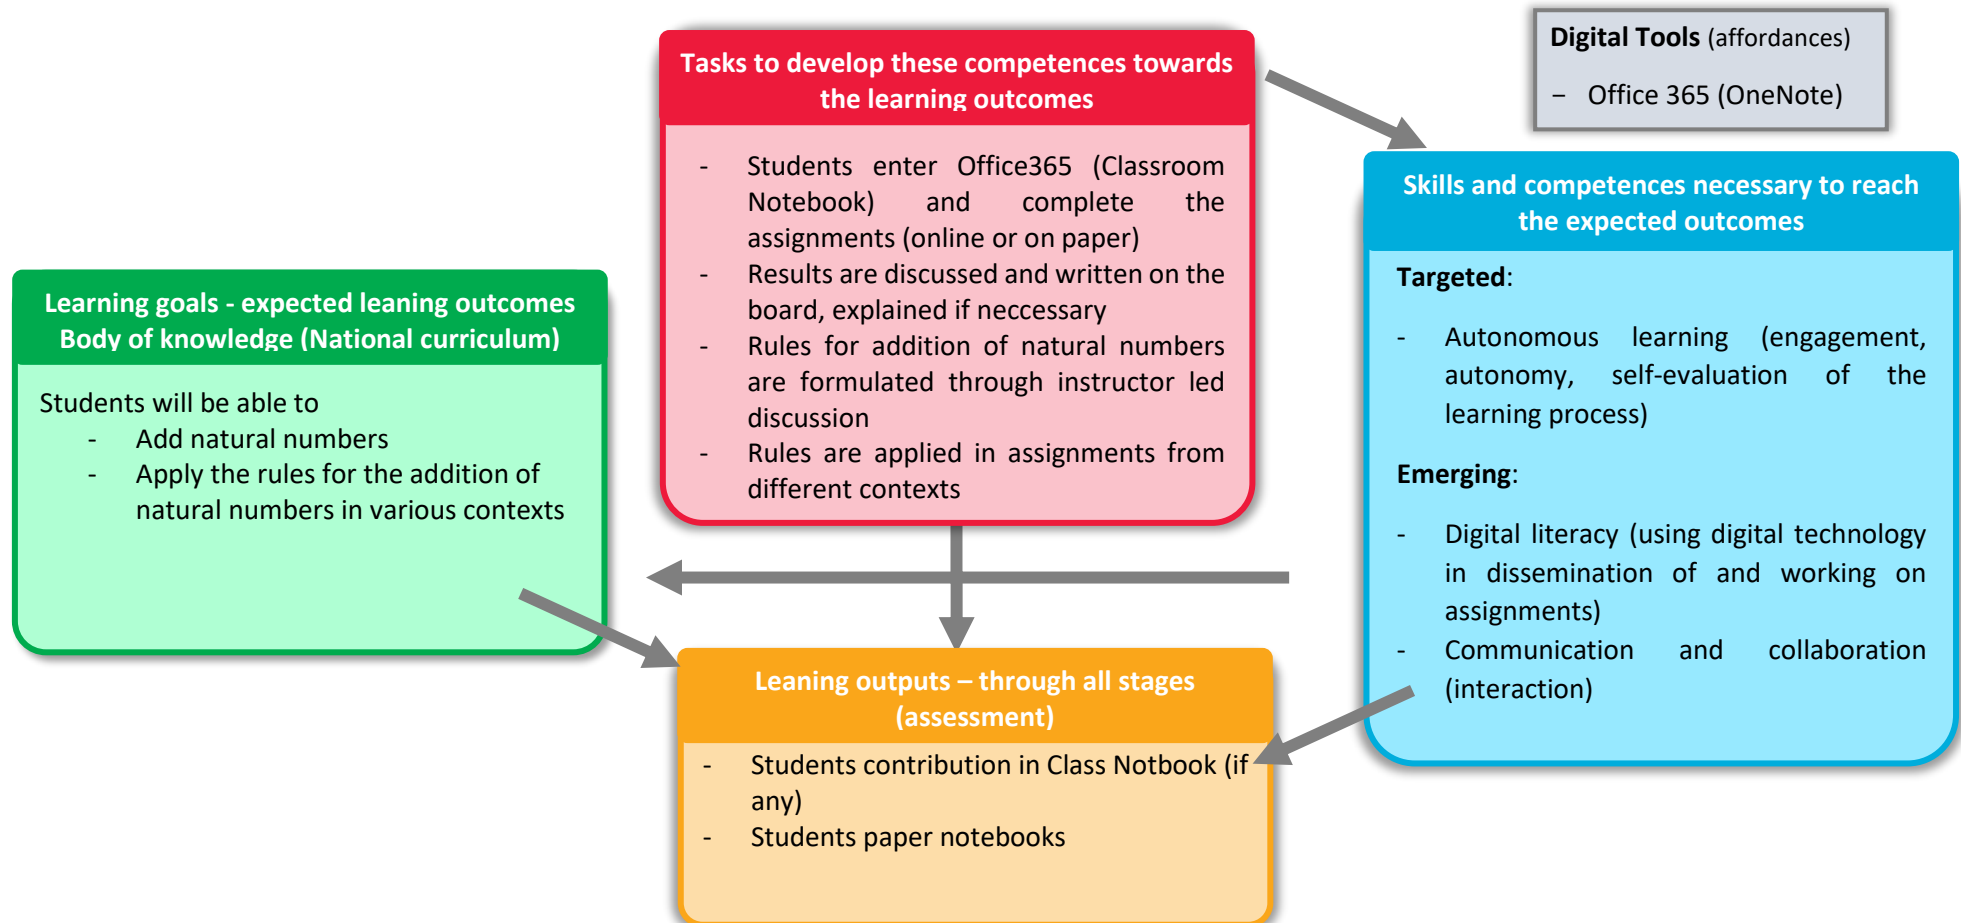 Digital Tools (affordances)
− Office 365 (OneNote)
Tasks to develop these competences towards
the learning outcomes
- Students enter Office365 (Classroom
Notebook) and complete the
assignments (online or on paper)
- Results are discussed and written on the
board, explained if neccessary
- Rules for addition of natural numbers
are formulated through instructor led
discussion
- Rules are applied in assignments from
different contexts
Skills and competences necessary to reach
the expected outcomes
Targeted:
- Autonomous learning (engagement,
autonomy, self-evaluation of the
learning process)
Emerging:
- Digital literacy (using digital technology
in dissemination of and working on
assignments)
- Communication and collaboration
(interaction)
Learning goals - expected leaning outcomes
Body of knowledge (National curriculum)
Students will be able to
- Add natural numbers
- Apply the rules for the addition of
natural numbers in various contexts
Leaning outputs – through all stages
(assessment)
- Students contribution in Class Notbook (if
any)
- Students paper notebooks